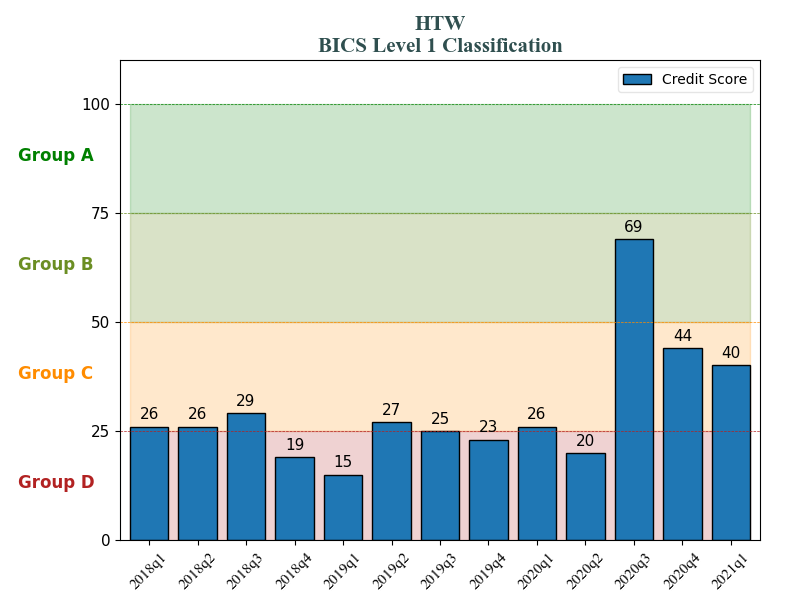 HTW
BICS Level 1 Classification
Credit Score
100
75
50
25
0
Group A
Group B
Group C
Group D
26
26
29
19
15
27
25
23
26
20
69
44
40
2018q1
2018q2
2018q3
2018q4
2019q1
2019q2
2019q3
2019q4
2020q1
2020q2
2020q3
2020q4
2021q1